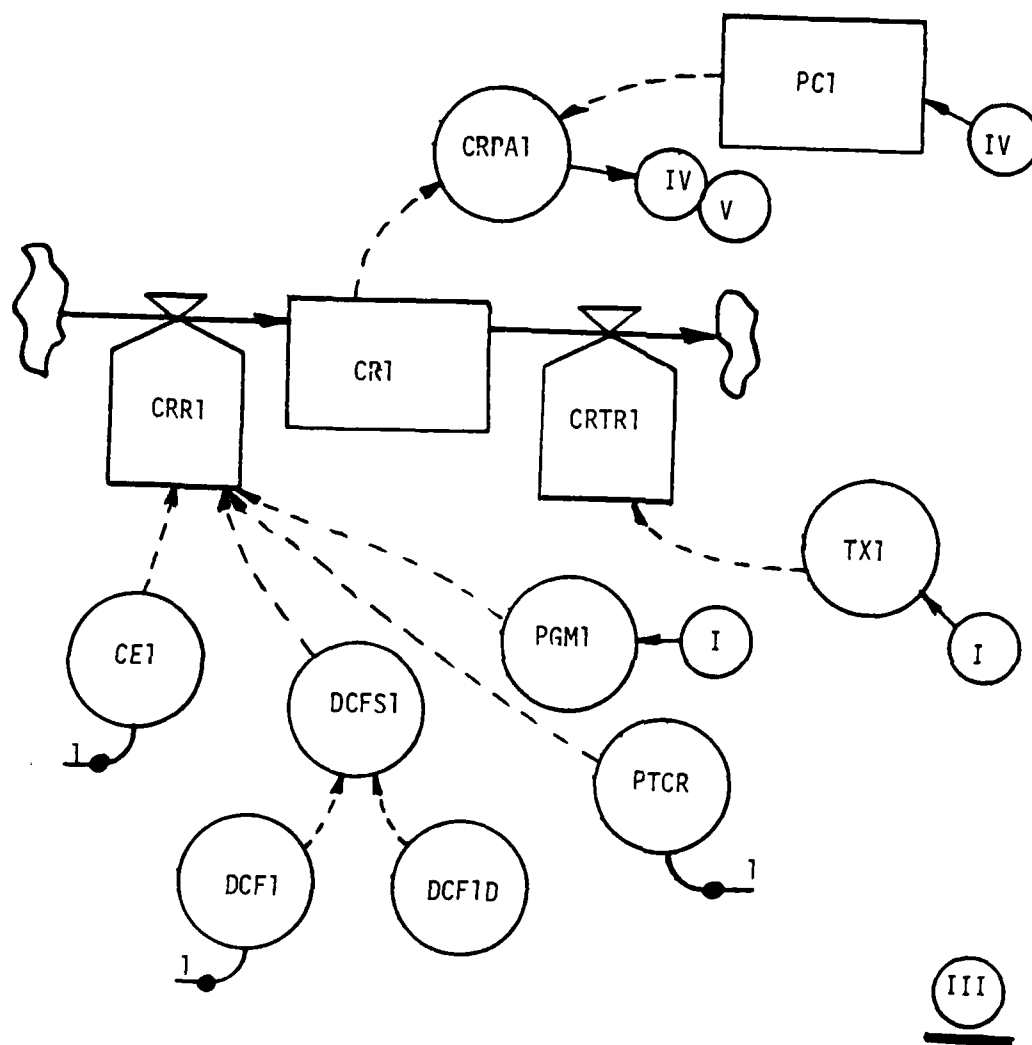 PC1
CRPA1
IV
IV
V
CR1
CRR1
CRTR1
TX1
PGM1
I
I
CE1
DCFS1
1
PTCR
DCF1
DCF1D
1
1
III